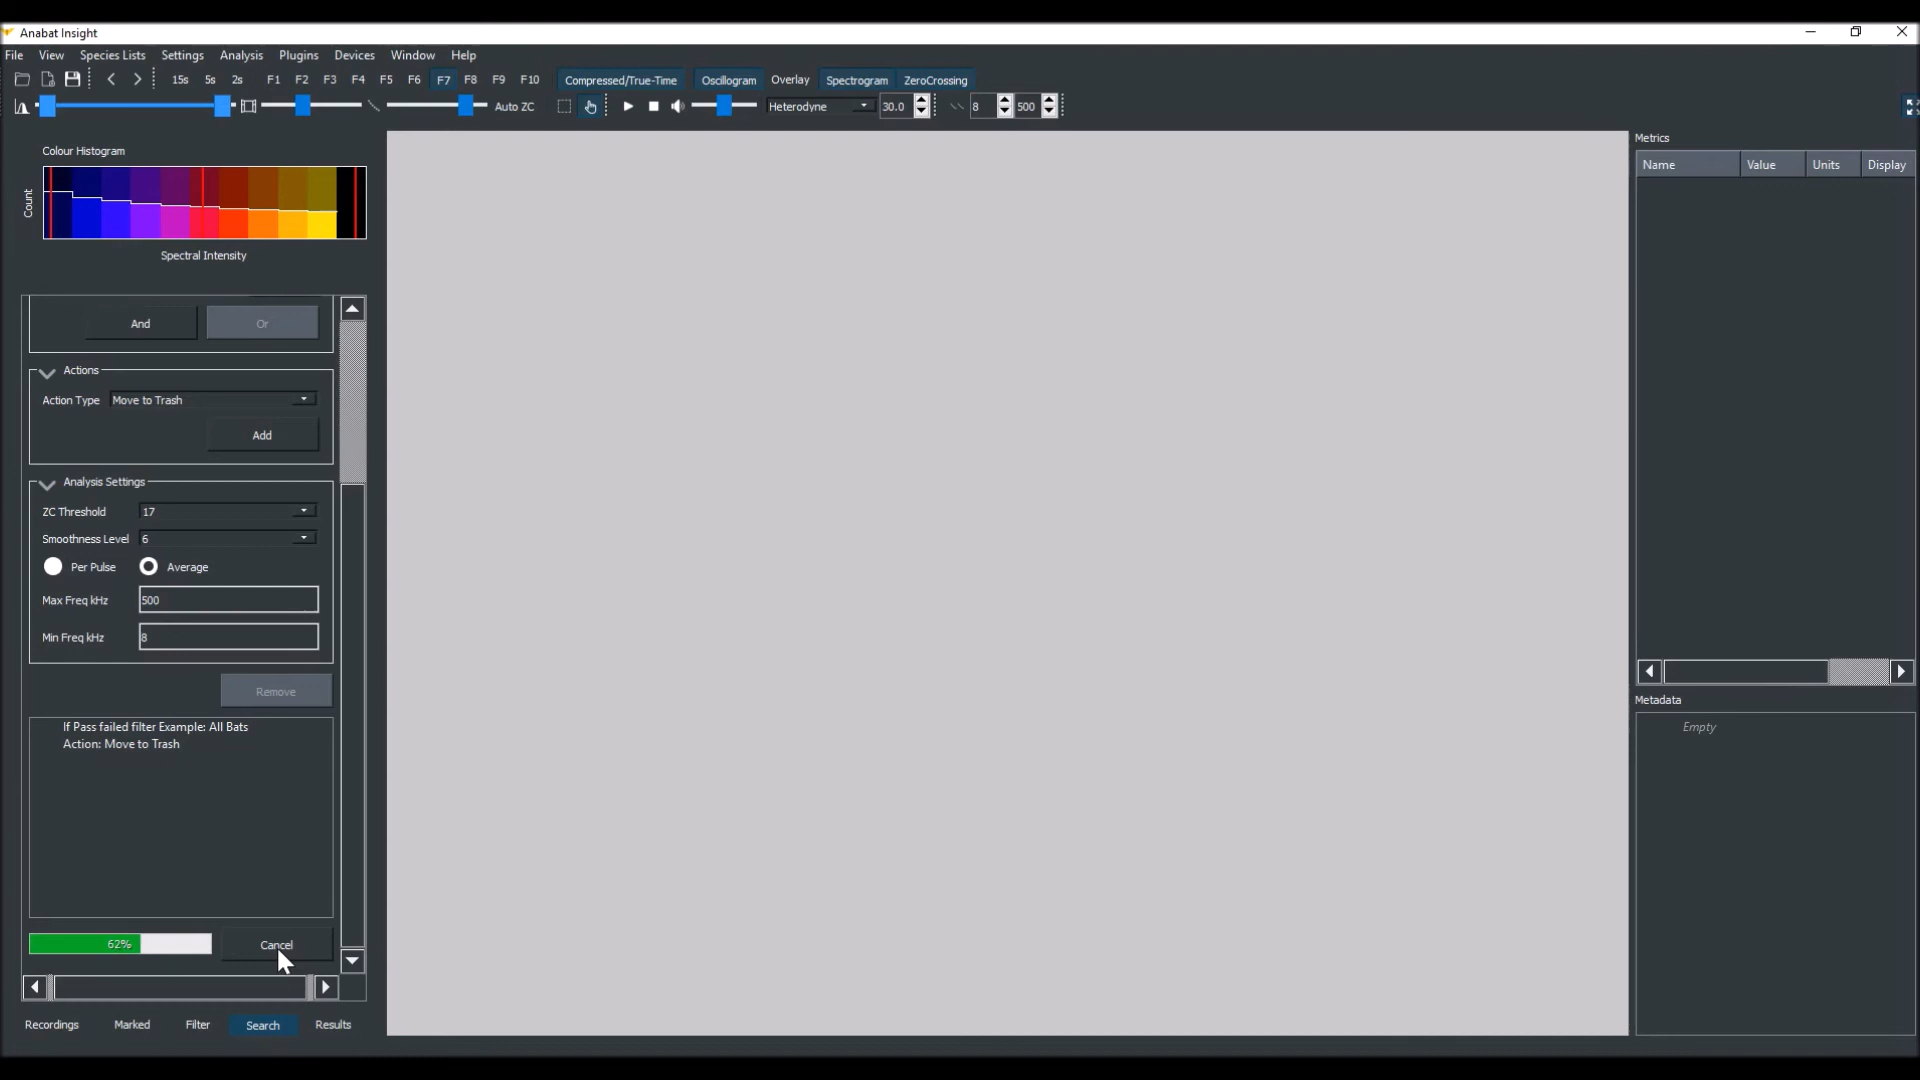 Anabat Insight
File View Species Lists Settings Analysis Plugins Devices Window Help
15s 5s 2s F1 F2 F3 F4 F5 F6 F7 F8 F9 F10 Compressed/True-Time Oscillogram Overlay Spectrogram ZeroCrossing
Auto ZC Heterodyne 30.0 8 500
Colour Histogram
Count
Spectral Intensity
And Or
Actions
Action Type Move to Trash
Add
Analysis Settings
ZC Threshold 17
Smoothness Level 6
Per Pulse Average
Max Freq kHz 500
Min Freq kHz 8
Remove
If Pass failed filter Example: All Bats
Action: Move to Trash
62% Cancel
Recordings Marked Filter Search Results
Metrics
Name Value Units Display
Metadata
Empty